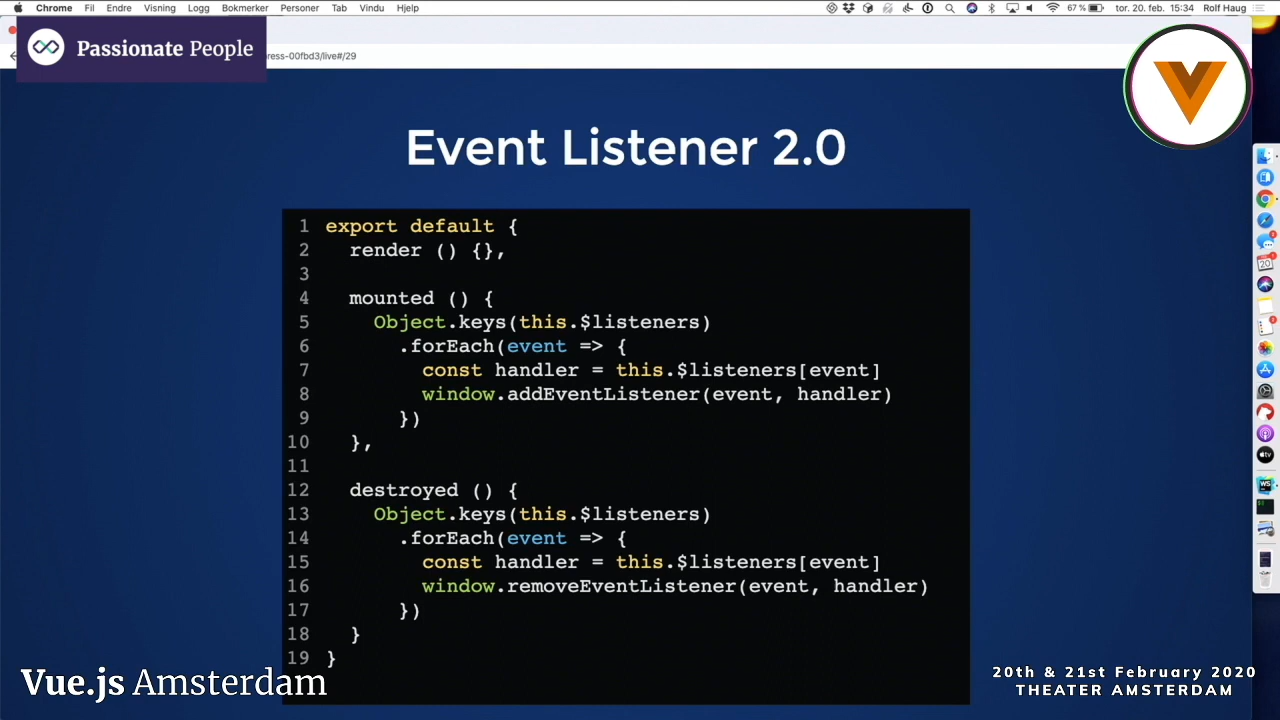 Chrome Fil Endre Visning Logg Bokmerker Personer Tab Vindu Hjelp 67 % tor. 20. feb. 15:34 Rolf Haug
Passionate People
press-00fbd3/live#/29
Event Listener 2.0
1 export default {
2 render () {},
3
4 mounted () {
5 Object.keys(this.$listeners)
6 .forEach(event => {
7 const handler = this.$listeners[event]
8 window.addEventListener(event, handler)
9 })
10 },
11
12 destroyed () {
13 Object.keys(this.$listeners)
14 .forEach(event => {
15 const handler = this.$listeners[event]
16 window.removeEventListener(event, handler)
17 })
18 }
19 }
Vue.js Amsterdam
20th & 21st February 2020
THEATER AMSTERDAM